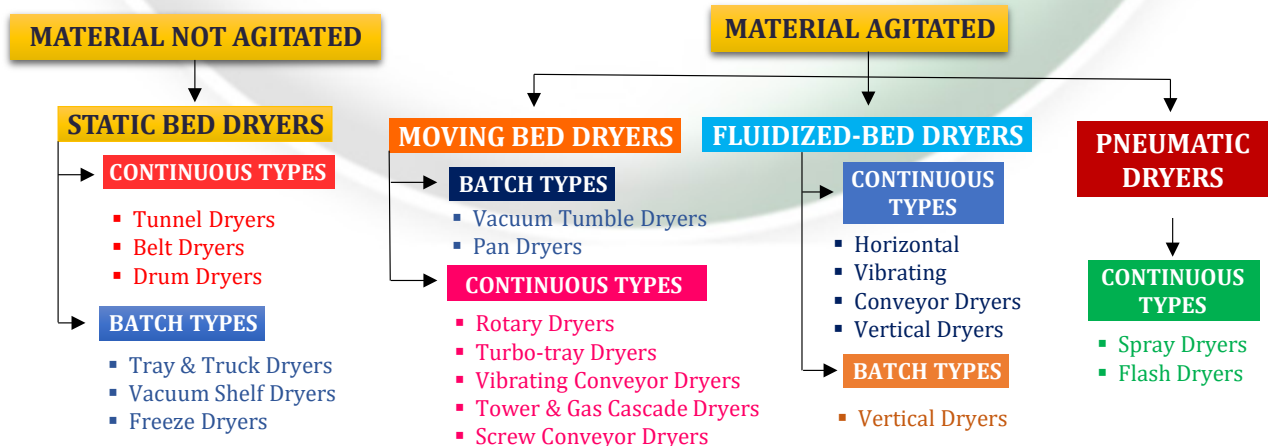 MATERIAL NOT AGITATED
STATIC BED DRYERS
CONTINUOUS TYPES
▪ Tunnel Dryers
▪ Belt Dryers
▪ Drum Dryers
BATCH TYPES
▪ Tray & Truck Dryers
▪ Vacuum Shelf Dryers
▪ Freeze Dryers
MATERIAL AGITATED
MOVING BED DRYERS
BATCH TYPES
▪ Vacuum Tumble Dryers
▪ Pan Dryers
CONTINUOUS TYPES
▪ Rotary Dryers
▪ Turbo-tray Dryers
▪ Vibrating Conveyor Dryers
▪ Tower & Gas Cascade Dryers
▪ Screw Conveyor Dryers
FLUIDIZED-BED DRYERS
CONTINUOUS
TYPES
▪ Horizontal
▪ Vibrating
▪ Conveyor Dryers
▪ Vertical Dryers
BATCH TYPES
▪ Vertical Dryers
PNEUMATIC
DRYERS
CONTINUOUS
TYPES
▪ Spray Dryers
▪ Flash Dryers